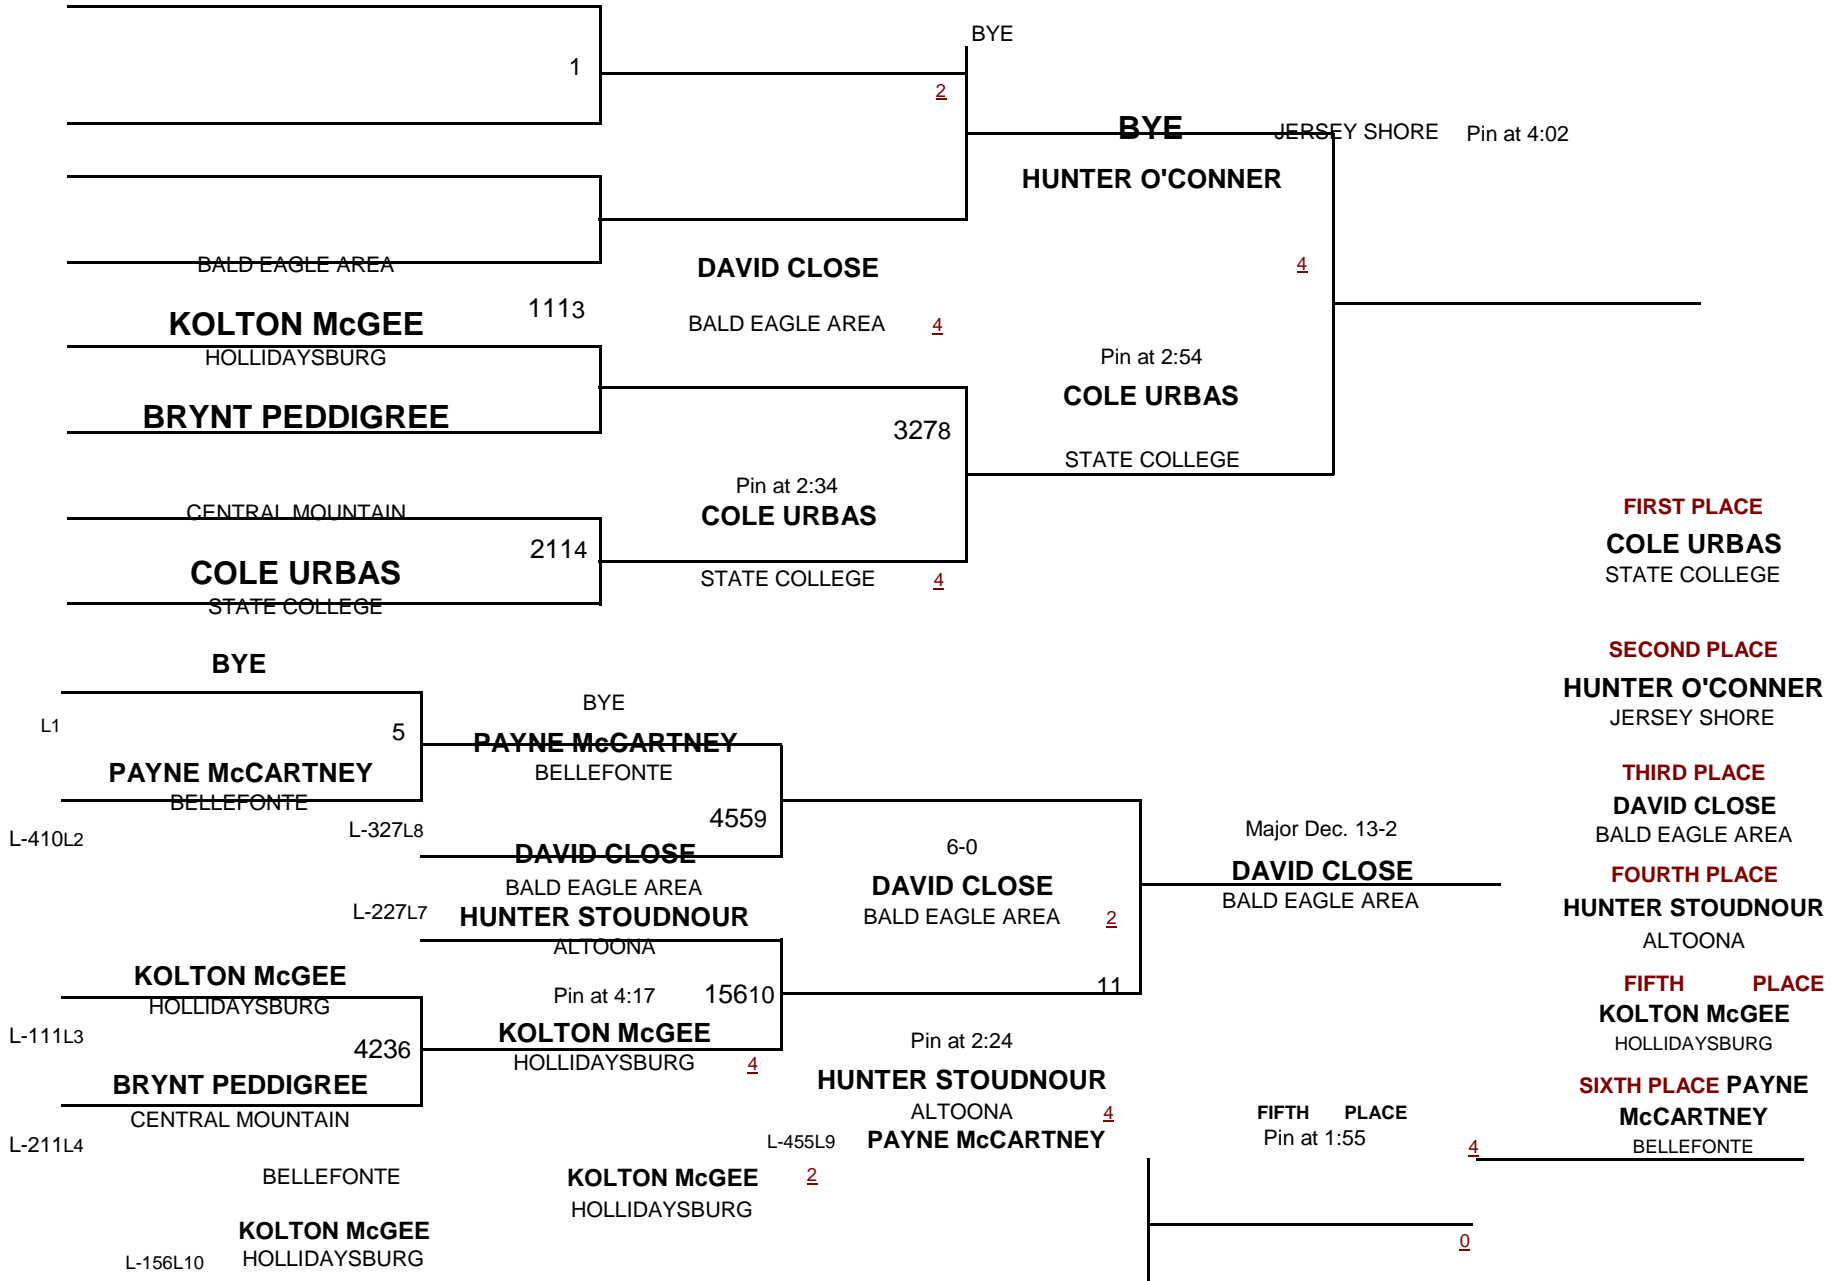 BYE
1
2
BYE JERSEY SHORE Pin at 4:02
HUNTER O'CONNER
BALD EAGLE AREA
DAVID CLOSE
4
KOLTON McGEE 1113
BALD EAGLE AREA 4
HOLLIDAYSBURG
Pin at 2:54
COLE URBAS
BRYNT PEDDIGREE
3278
STATE COLLEGE
Pin at 2:34
CENTRAL MOUNTAIN
COLE URBAS
2114
COLE URBAS
STATE COLLEGE 4
STATE COLLEGE
FIRST PLACE
COLE URBAS
STATE COLLEGE
BYE
SECOND PLACE
HUNTER O'CONNER
JERSEY SHORE
L1
5
BYE
PAYNE McCARTNEY
BELLEFONTE
PAYNE McCARTNEY
BELLEFONTE
THIRD PLACE
DAVID CLOSE
BALD EAGLE AREA
L-410L2
L-327L8
4559
DAVID CLOSE
BALD EAGLE AREA
6-0
DAVID CLOSE
BALD EAGLE AREA 2
Major Dec. 13-2
DAVID CLOSE
BALD EAGLE AREA
FOURTH PLACE
HUNTER STOUDNOUR
ALTOONA
L-227L7 HUNTER STOUDNOUR
ALTOONA
KOLTON McGEE
HOLLIDAYSBURG
Pin at 4:17 15610
11
FIFTH PLACE
KOLTON McGEE
HOLLIDAYSBURG
L-111L3
4236
KOLTON McGEE
HOLLIDAYSBURG 4
Pin at 2:24
HUNTER STOUDNOUR
ALTOONA 4
BRYNT PEDDIGREE
CENTRAL MOUNTAIN
SIXTH PLACE PAYNE
McCARTNEY
BELLEFONTE
L-211L4
L-455L9 PAYNE McCARTNEY
FIFTH PLACE
Pin at 1:55
4
BELLEFONTE
KOLTON McGEE 2
HOLLIDAYSBURG
KOLTON McGEE
L-156L10 HOLLIDAYSBURG
0